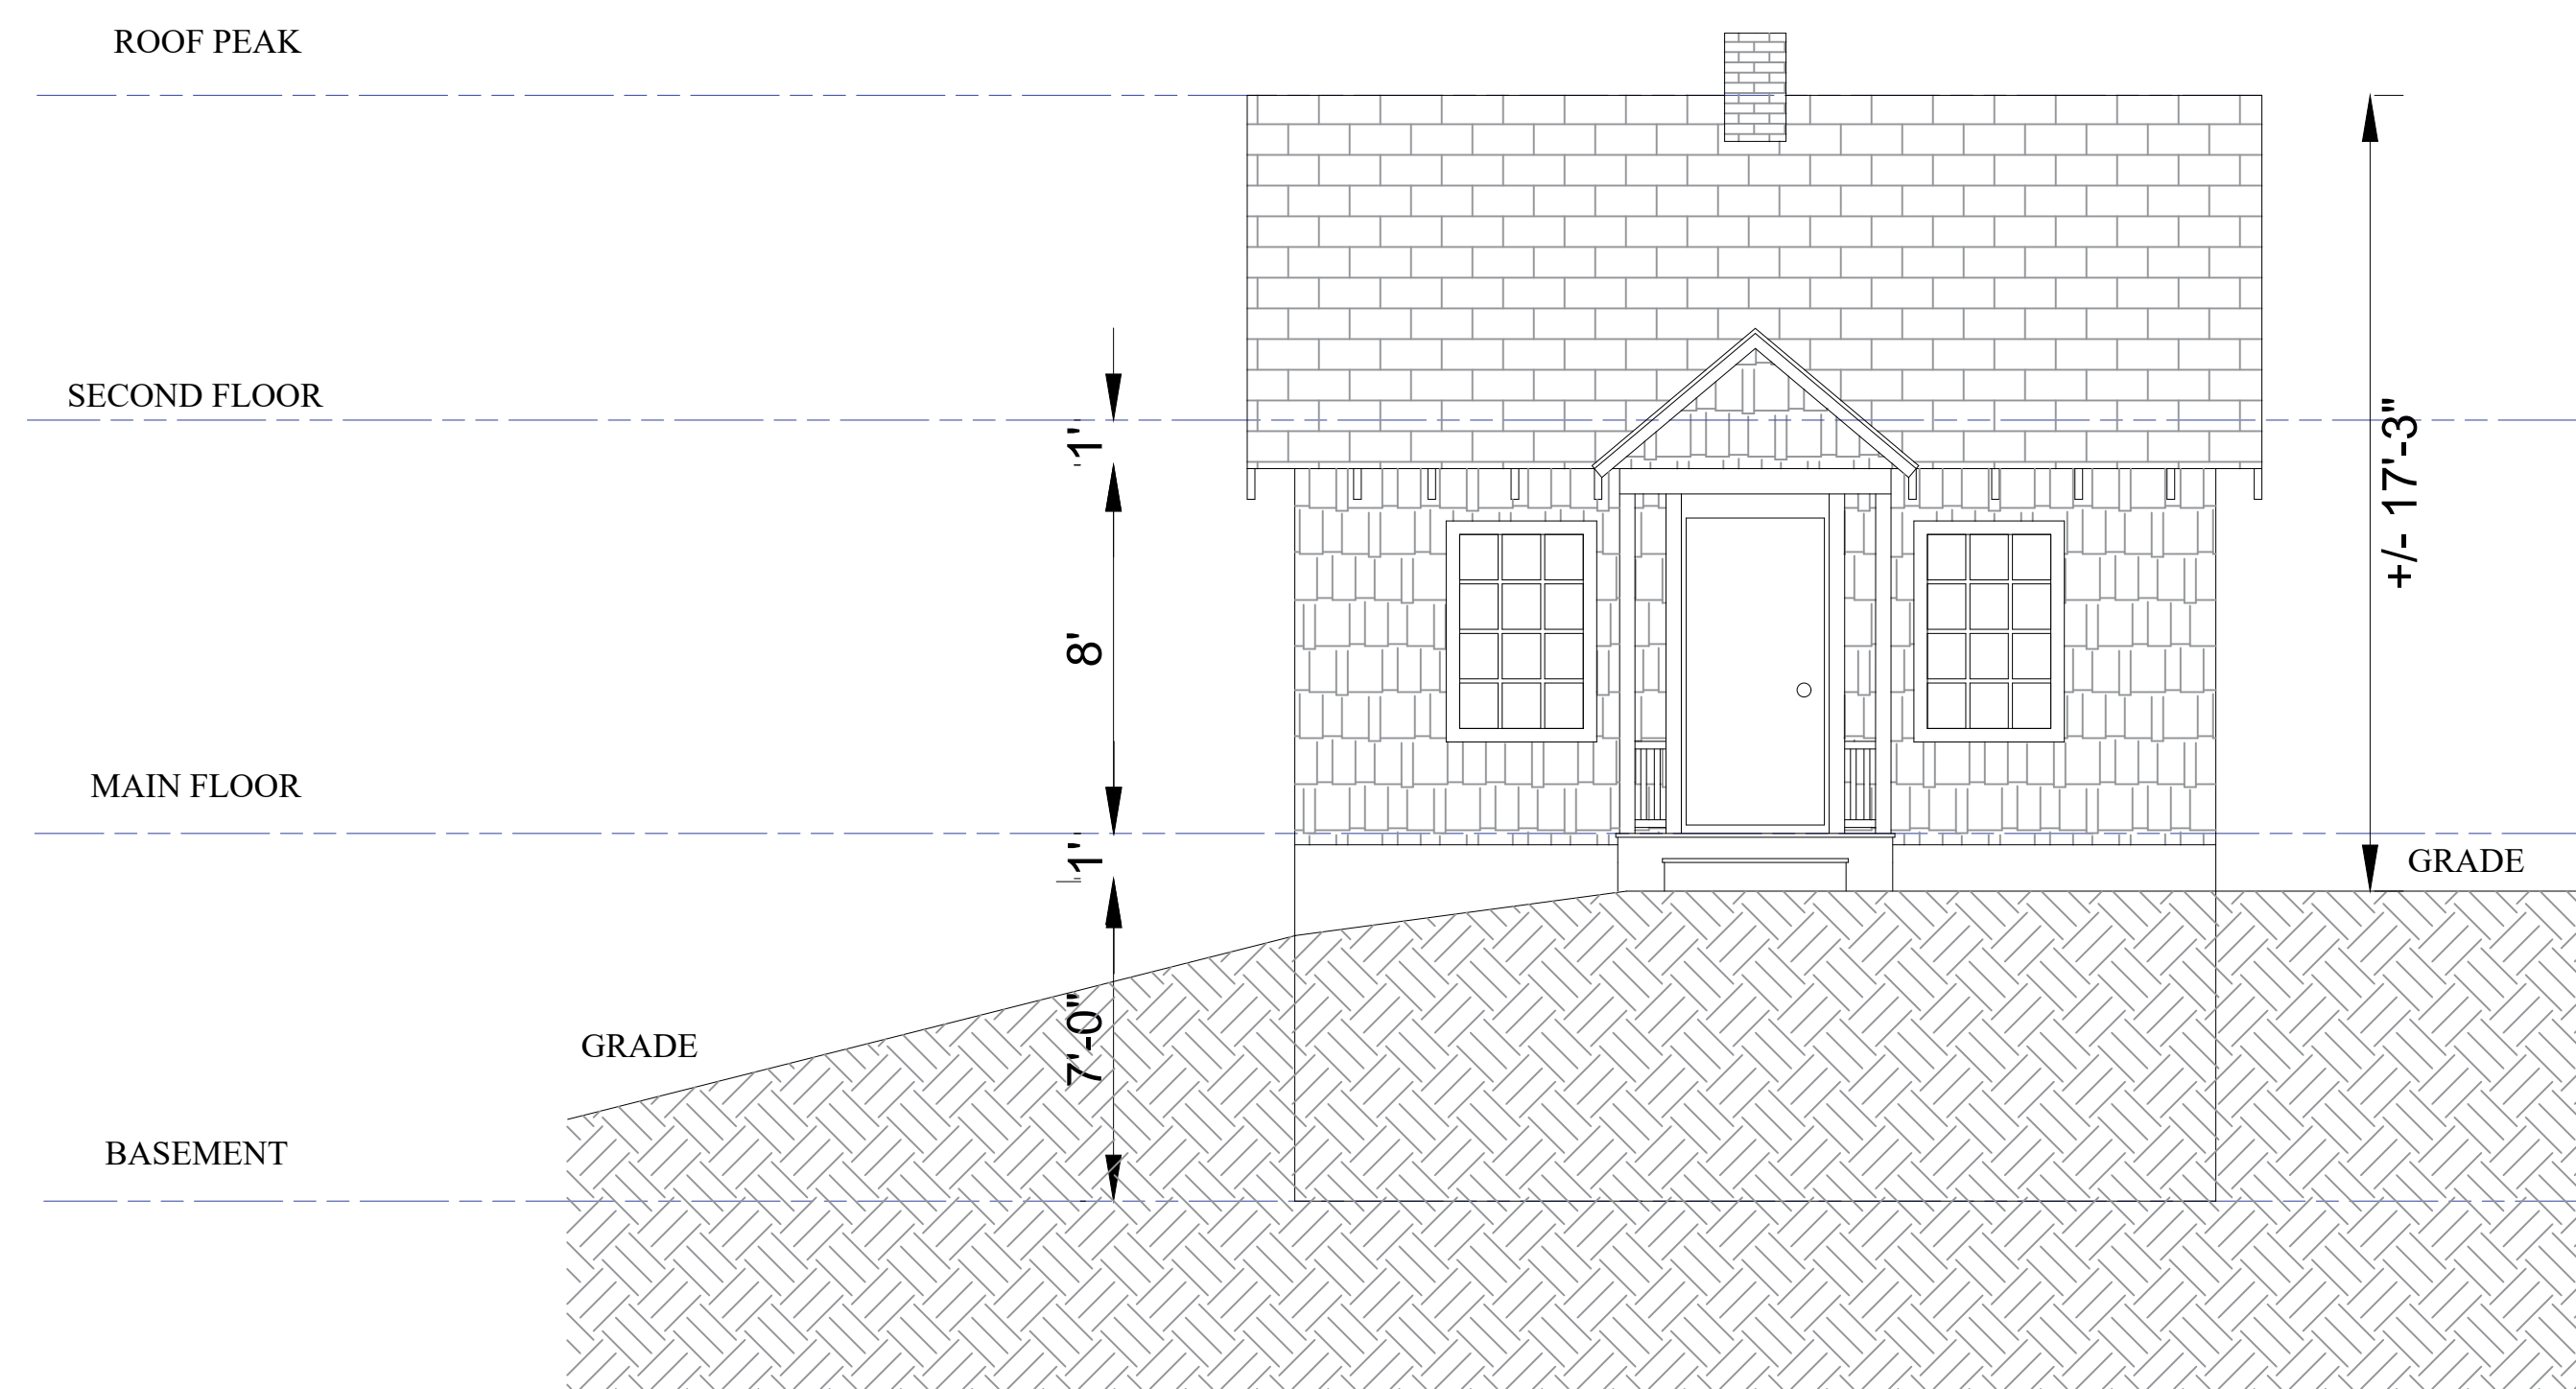 ROOF PEAK
SECOND FLOOR
1'
+/- 17'-3"
8'
MAIN FLOOR
1'
GRADE
7'-0"
GRADE
BASEMENT